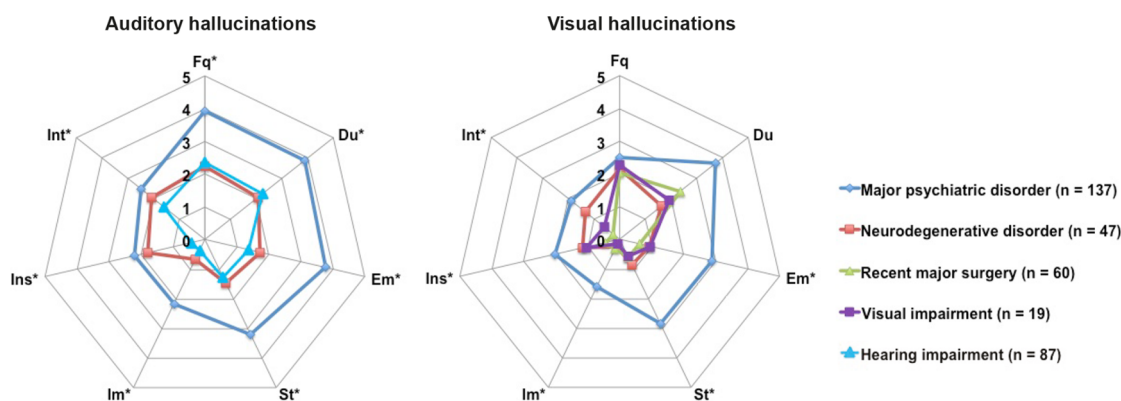 Auditory hallucinations
Fq*
5
4
3
2
1
0
Int*
Du*
Ins*
Em*
Im*
St*
Visual hallucinations
Fq
5
4
3
2
1
0
Int*
Du
Ins*
Em*
Im*
St*
Major psychiatric disorder (n = 137)
Neurodegenerative disorder (n = 47)
Recent major surgery (n = 60)
Visual impairment (n = 19)
Hearing impairment (n = 87)